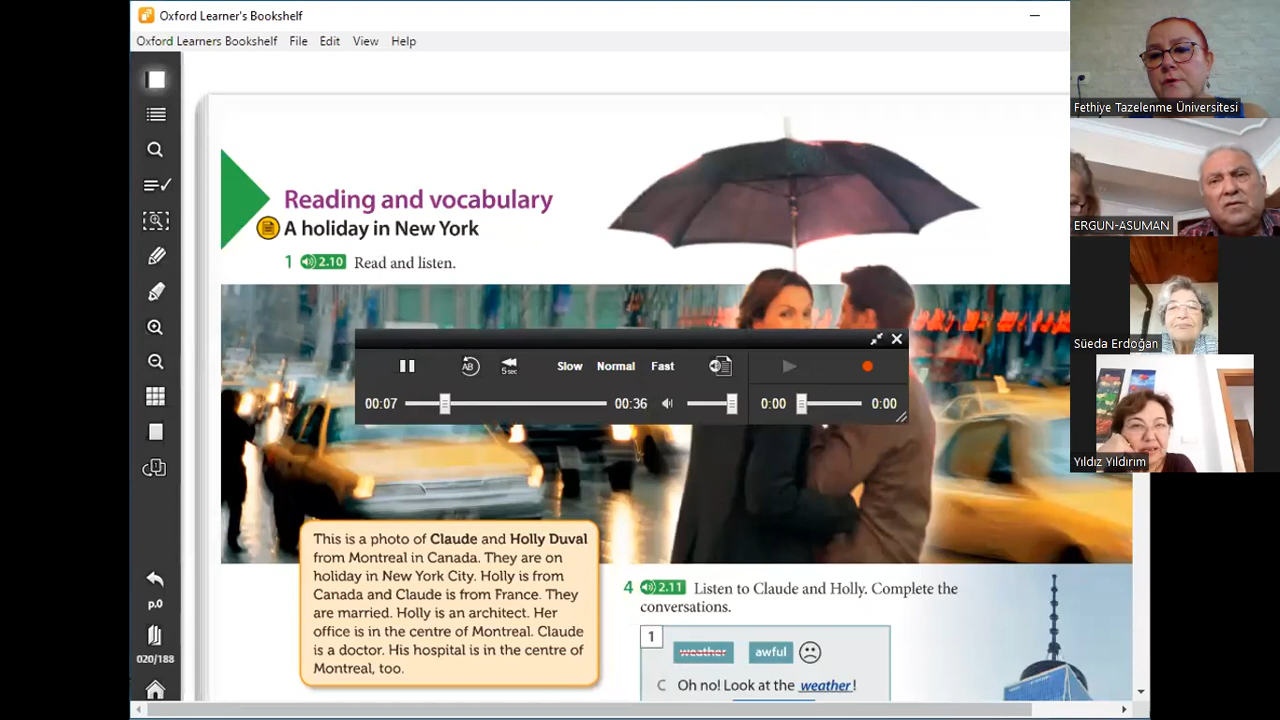 Oxford Learner's Bookshelf
Oxford Learners Bookshelf File Edit View Help
Reading and vocabulary
A holiday in New York
1 2.10 Read and listen.
AB 5 sec Slow Normal Fast
00:07 00:36 0:00 0:00
This is a photo of Claude and Holly Duval
from Montreal in Canada. They are on
holiday in New York City. Holly is from
Canada and Claude is from France. They
are married. Holly is an architect. Her
office is in the centre of Montreal. Claude
is a doctor. His hospital is in the centre of
Montreal, too.
4 2.11 Listen to Claude and Holly. Complete the
conversations.
1
weather awful
C Oh no! Look at the weather!
p.0
020/188
Fethiye Tazelenme Üniversitesi
ERGUN-ASUMAN
Süeda Erdoğan
Yıldız Yıldırım